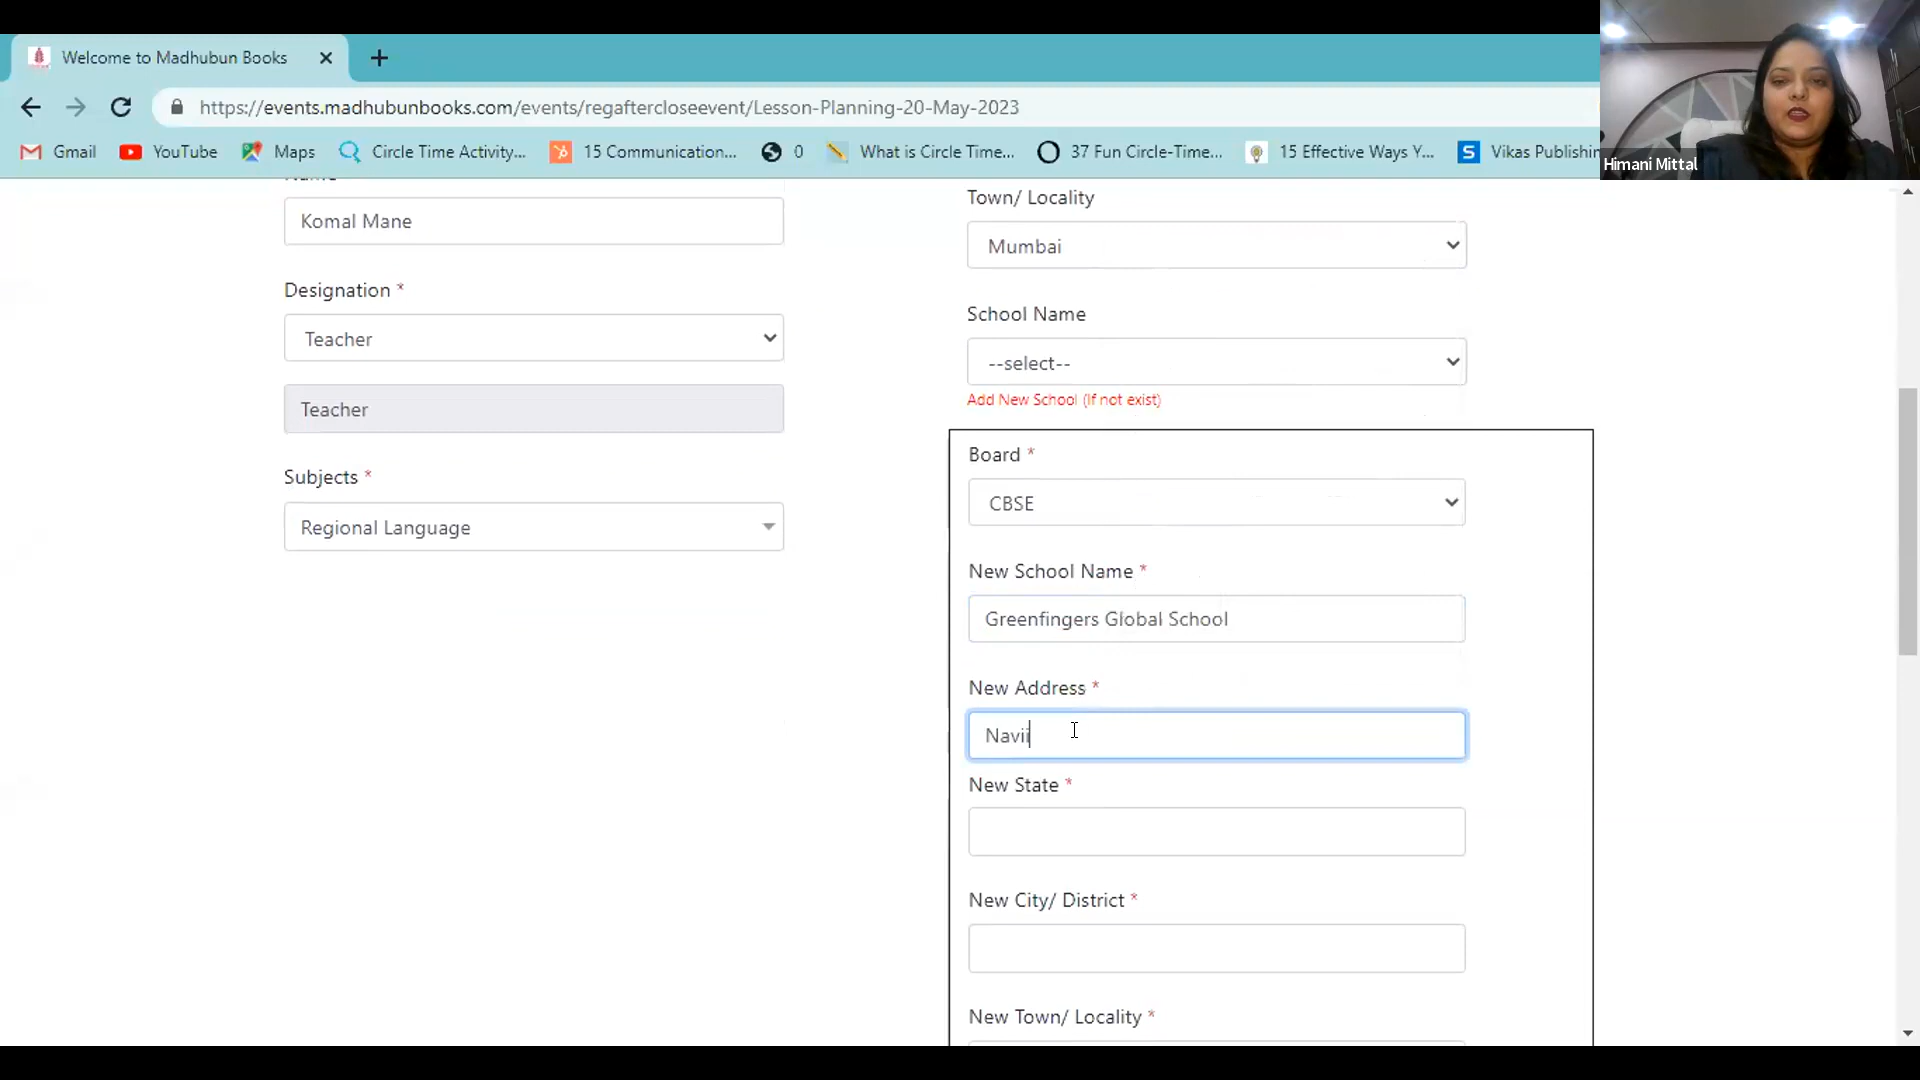 Welcome to Madhubun Books
https://events.madhubunbooks.com/events/regaftercloseevent/Lesson-Planning-20-May-2023
Gmail
YouTube
Maps
Circle Time Activity...
15 Communication...
0
What is Circle Time...
37 Fun Circle-Time...
15 Effective Ways Y...
S
Vikas Publishin
Himani Mittal
Komal Mane
Designation *
Teacher
Teacher
Subjects *
Regional Language
Town/ Locality
Mumbai
School Name
--select--
Add New School (If not exist)
Board *
CBSE
New School Name *
Greenfingers Global School
New Address *
Navii
New State *
New City/ District *
New Town/ Locality *